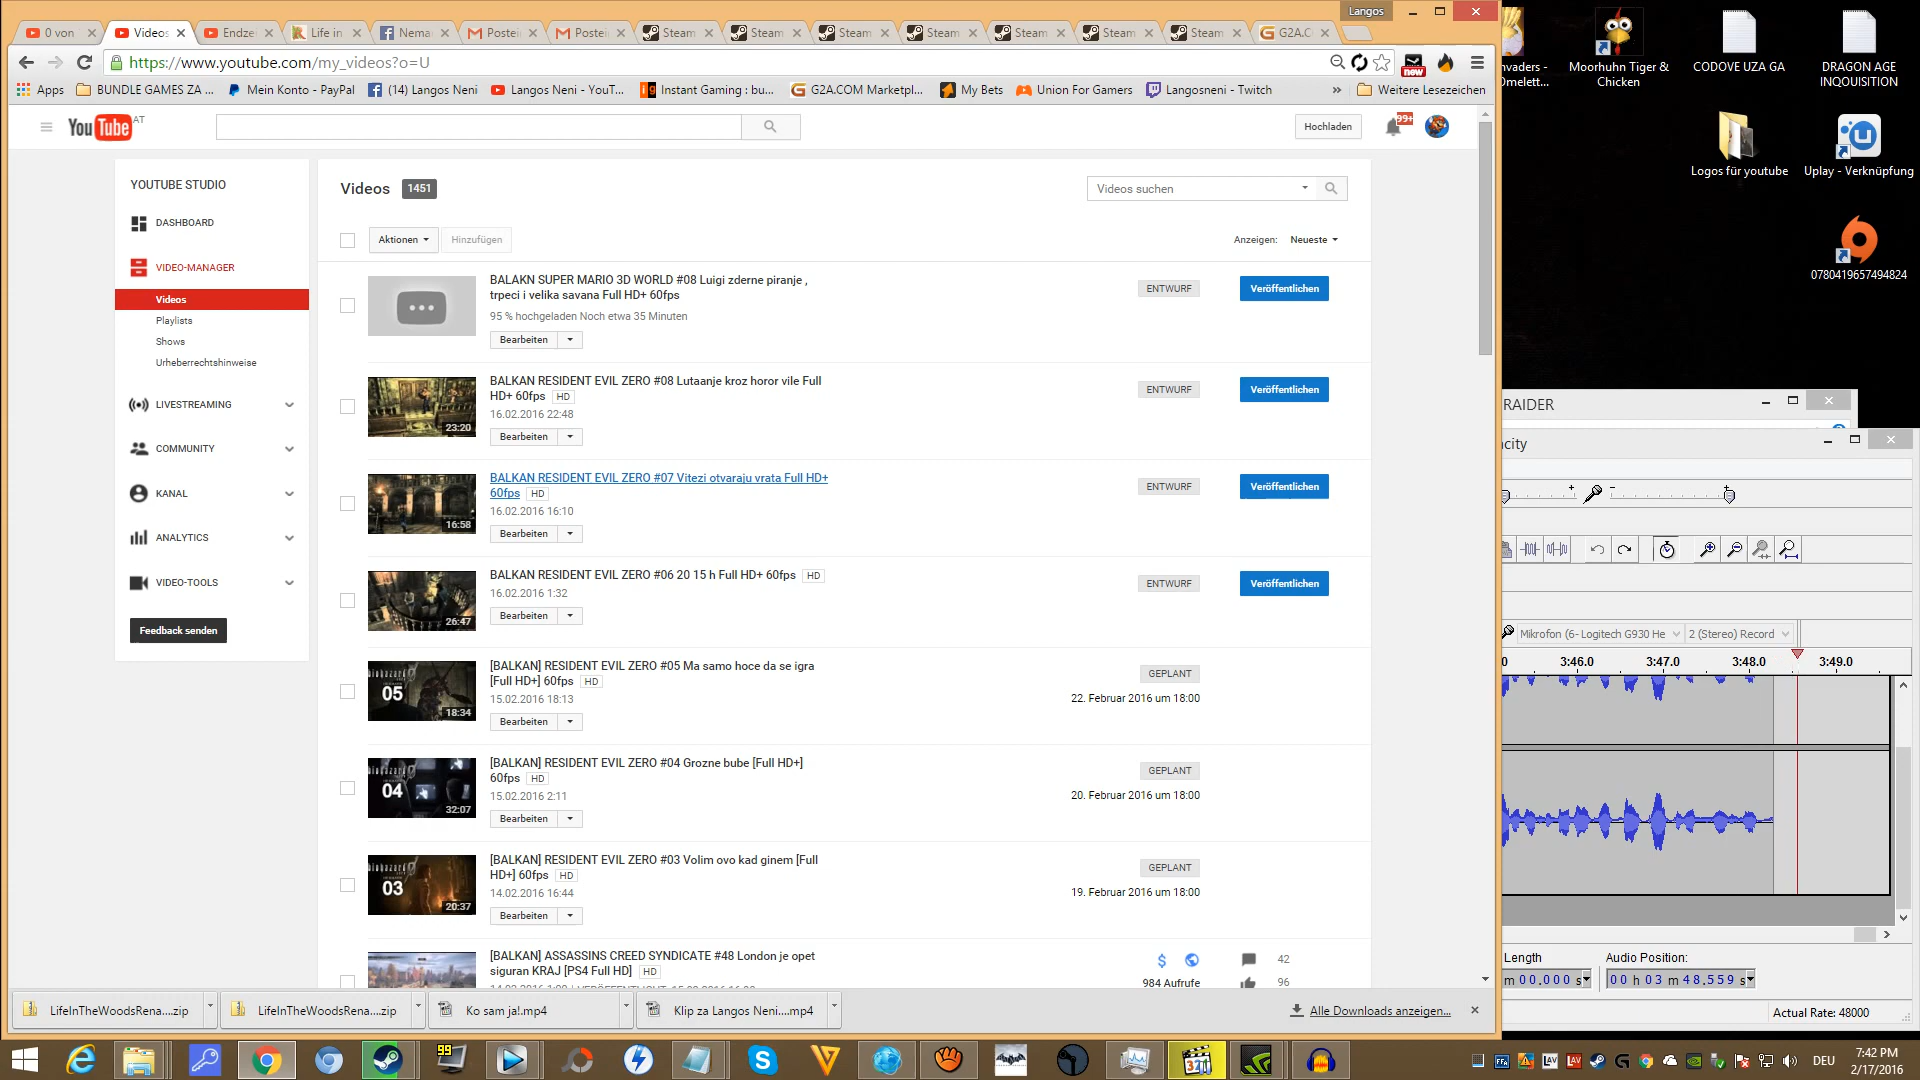 Langos
0 von
Videos
Endze
Life in
Nema
Postei
Postei
Steam
Steam
Steam
Steam
Steam
Steam
Steam
G2A.C
https://www.youtube.com/my_videos?o=U
new
Apps
BUNDLE GAMES ZA ...
Mein Konto - PayPal
(14) Langos Neni
Langos Neni - YouT...
Instant Gaming : bu...
G2A.COM Marketpl...
My Bets
Union For Gamers
Langosneni - Twitch
»
Weitere Lesezeichen
YouTube AT
Hochladen
99+
YOUTUBE STUDIO
DASHBOARD
VIDEO-MANAGER
Videos
Playlists
Shows
Urheberrechtshinweise
LIVESTREAMING
COMMUNITY
KANAL
ANALYTICS
VIDEO-TOOLS
Feedback senden
Videos 1451
Videos suchen
Aktionen
Hinzufügen
Anzeigen: Neueste
BALAKN SUPER MARIO 3D WORLD #08 Luigi zderne piranje ,
trpeci i velika savana Full HD+ 60fps
95 % hochgeladen Noch etwa 35 Minuten
Bearbeiten
ENTWURF
Veröffentlichen
23:20
BALKAN RESIDENT EVIL ZERO #08 Lutaanje kroz horor vile Full
HD+ 60fps HD
16.02.2016 22:48
Bearbeiten
ENTWURF
Veröffentlichen
16:58
BALKAN RESIDENT EVIL ZERO #07 Vitezi otvaraju vrata Full HD+
60fps HD
16.02.2016 16:10
Bearbeiten
ENTWURF
Veröffentlichen
26:47
BALKAN RESIDENT EVIL ZERO #06 20 15 h Full HD+ 60fps HD
16.02.2016 1:32
Bearbeiten
ENTWURF
Veröffentlichen
05
18:34
[BALKAN] RESIDENT EVIL ZERO #05 Ma samo hoce da se igra
[Full HD+] 60fps HD
15.02.2016 18:13
Bearbeiten
GEPLANT
22. Februar 2016 um 18:00
04
32:07
[BALKAN] RESIDENT EVIL ZERO #04 Grozne bube [Full HD+]
60fps HD
15.02.2016 2:11
Bearbeiten
GEPLANT
20. Februar 2016 um 18:00
03
20:37
[BALKAN] RESIDENT EVIL ZERO #03 Volim ovo kad ginem [Full
HD+] 60fps HD
14.02.2016 16:44
Bearbeiten
GEPLANT
19. Februar 2016 um 18:00
[BALKAN] ASSASSINS CREED SYNDICATE #48 London je opet
siguran KRAJ [PS4 Full HD] HD
42
984 Aufrufe
96
LifeInTheWoodsRena....zip
LifeInTheWoodsRena....zip
Ko sam ja!.mp4
Klip za Langos Neni....mp4
Alle Downloads anzeigen...
nvaders -
Omelett...
Moorhuhn Tiger &
Chicken
CODOVE UZA GA
DRAGON AGE
INQOUISITION
Logos für youtube
Uplay - Verknüpfung
0780419657494824
RAIDER
city
Mikrofon (6- Logitech G930 He
2 (Stereo) Record
0
3:46.0
3:47.0
3:48.0
3:49.0
Length
Audio Position:
m 00.000 s
00 h 03 m 48.559 s
Actual Rate: 48000
99
DEU
7:42 PM
2/17/2016